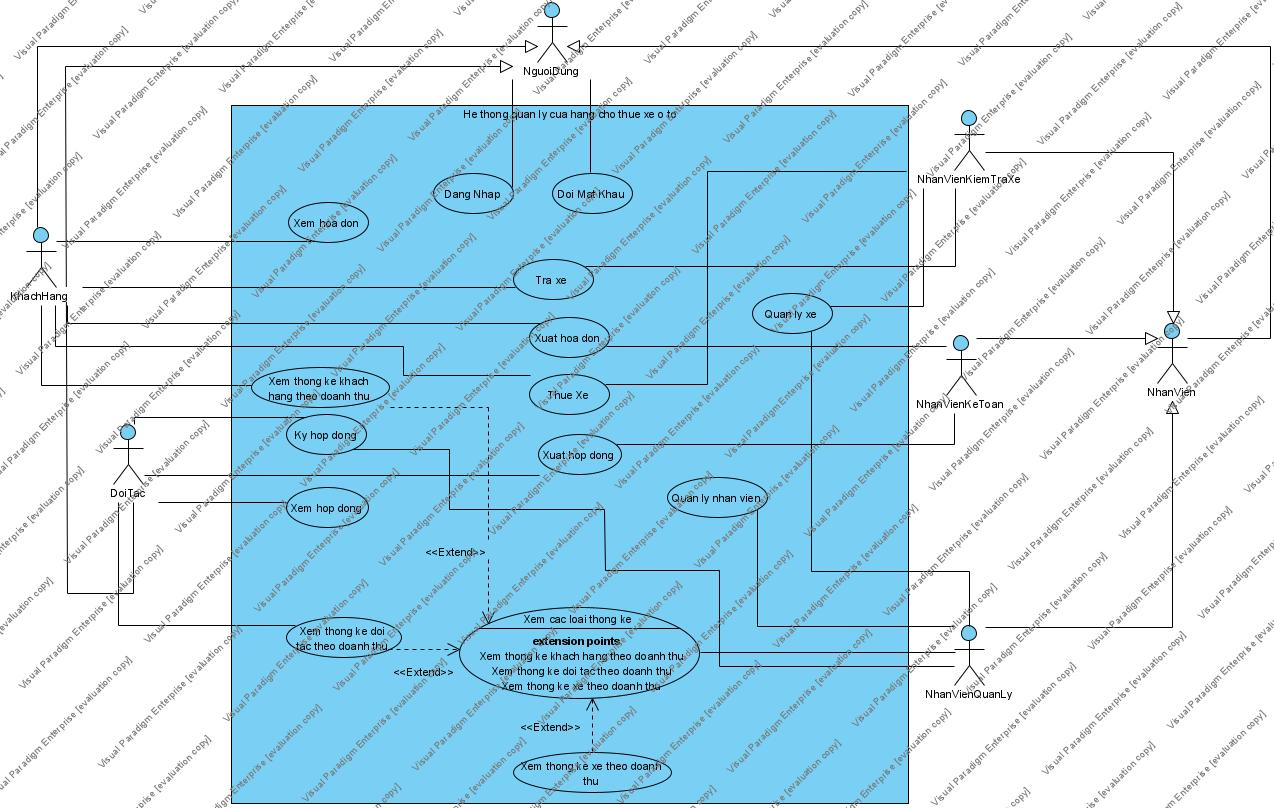 NguoiDung
He thong quan ly cua hang cho thue xe o to
NhanVienKiemTraXe
Dang Nhap
Doi Mat Khau
Xem hoa don
KhachHang
Tra xe
Quan ly xe
Xuat hoa don
Xem thong ke khach
hang theo doanh thu
Thue Xe
NhanVienKeToan
NhanVien
Ky hop dong
Xuat hop dong
DoiTac
Xem hop dong
Quan ly nhan vien
<<Extend>>
Xem cac loai thong ke
extension points
Xem thong ke khach hang theo doanh thu
Xem thong ke doi tac theo doanh thu
Xem thong ke xe theo doanh thu
Xem thong ke doi
tac theo doanh thu
<<Extend>>
NhanVienQuanLy
<<Extend>>
Xem thong ke xe theo doanh
thu
Visual Paradigm Enterprise [evaluation copy]